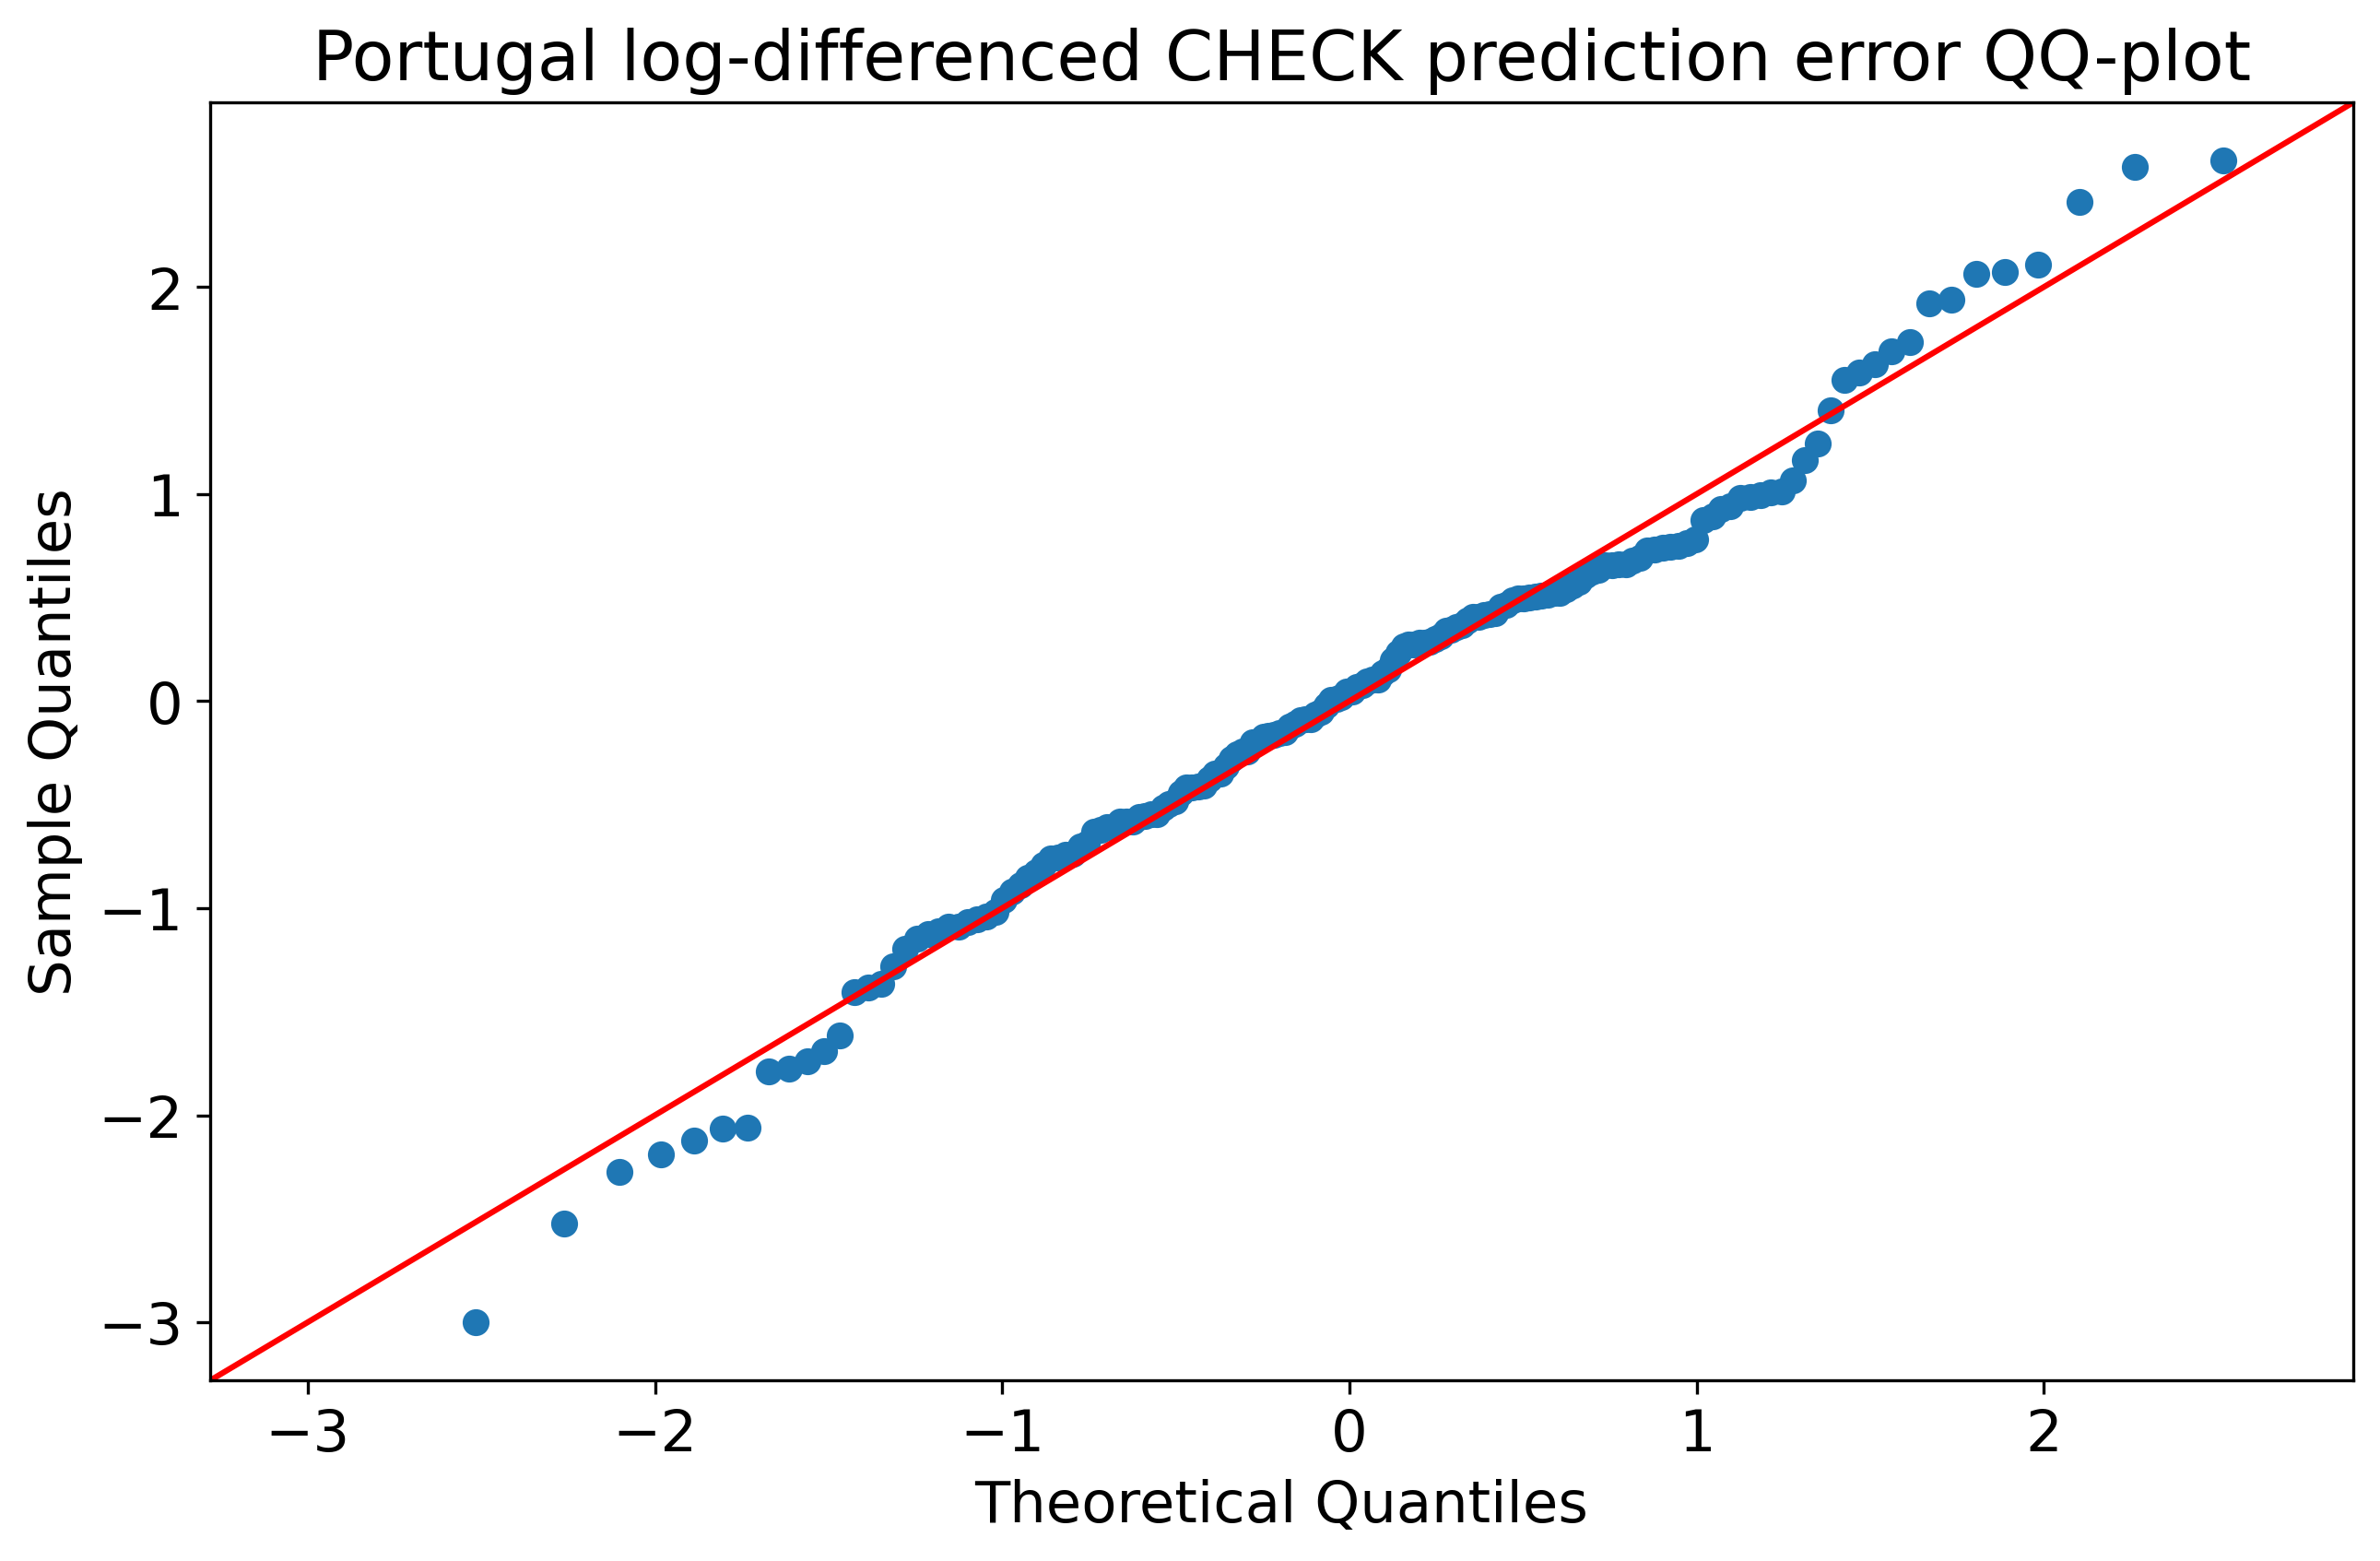 Portugal log-differenced CHECK prediction error QQ-plot
Sample Quantiles
2
1
0
−1
−2
−3
−3 −2 −1 0 1 2
Theoretical Quantiles